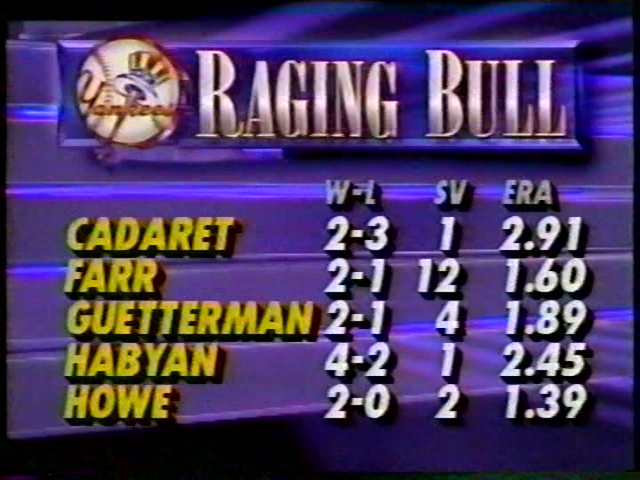 Yankees RAGING BULL
W-L SV ERA
CADARET 2-3 1 2.91
FARR 2-1 12 1.60
GUETTERMAN 2-1 4 1.89
HABYAN 4-2 1 2.45
HOWE 2-0 2 1.39